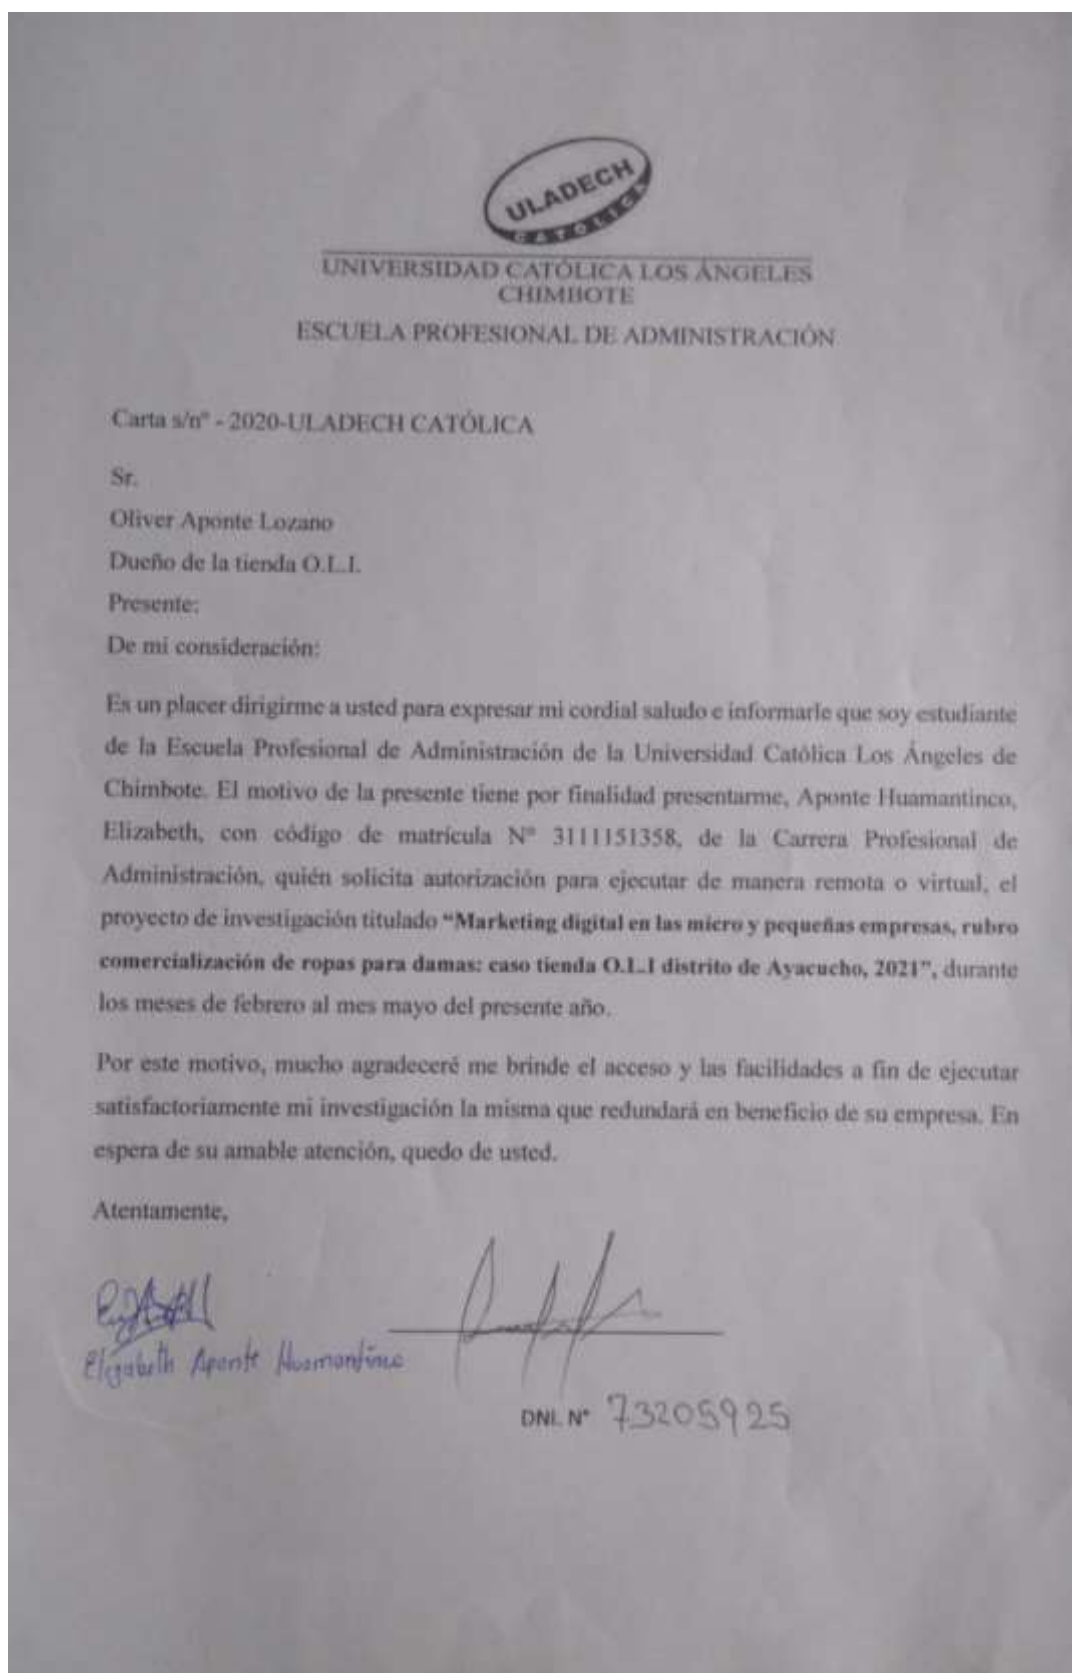 ULADECH
CATÓLICA
UNIVERSIDAD CATÓLICA LOS ÁNGELES
CHIMBOTE
ESCUELA PROFESIONAL DE ADMINISTRACIÓN
Carta s/n° - 2020-ULADECH CATÓLICA
Sr.
Oliver Aponte Lozano
Dueño de la tienda O.L.I.
Presente:
De mi consideración:
Es un placer dirigirme a usted para expresar mi cordial saludo e informarle que soy estudiante
de la Escuela Profesional de Administración de la Universidad Católica Los Ángeles de
Chimbote. El motivo de la presente tiene por finalidad presentarme, Aponte Huamantinco,
Elizabeth, con código de matrícula N° 3111151358, de la Carrera Profesional de
Administración, quién solicita autorización para ejecutar de manera remota o virtual, el
proyecto de investigación titulado “Marketing digital en las micro y pequeñas empresas, rubro
comercialización de ropas para damas: caso tienda O.L.I distrito de Ayacucho, 2021”, durante
los meses de febrero al mes mayo del presente año.
Por este motivo, mucho agradeceré me brinde el acceso y las facilidades a fin de ejecutar
satisfactoriamente mi investigación la misma que redundará en beneficio de su empresa. En
espera de su amable atención, quedo de usted.
Atentamente,
Elizabeth Aponte Huamantinco
DNI. N° 73205925